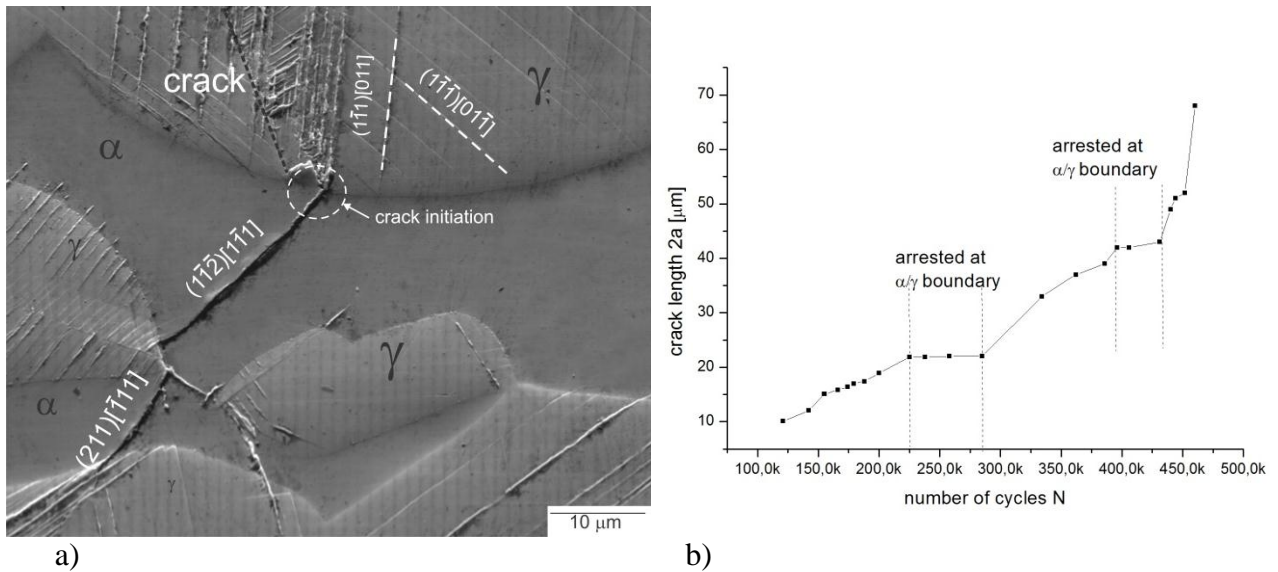 crack
γ
(11̄1)[011]
(11̄1̄)[011̄]
α
crack initiation
γ
(11̄2̄)[11̄1]
γ
α
(211)[1̄11]
γ
10 μm
a)
70
60
50
40
30
20
10
crack length 2a [μm]
arrested at
α/γ boundary
arrested at
α/γ boundary
100,0k 150,0k 200,0k 250,0k 300,0k 350,0k 400,0k 450,0k 500,0k
number of cycles N
b)